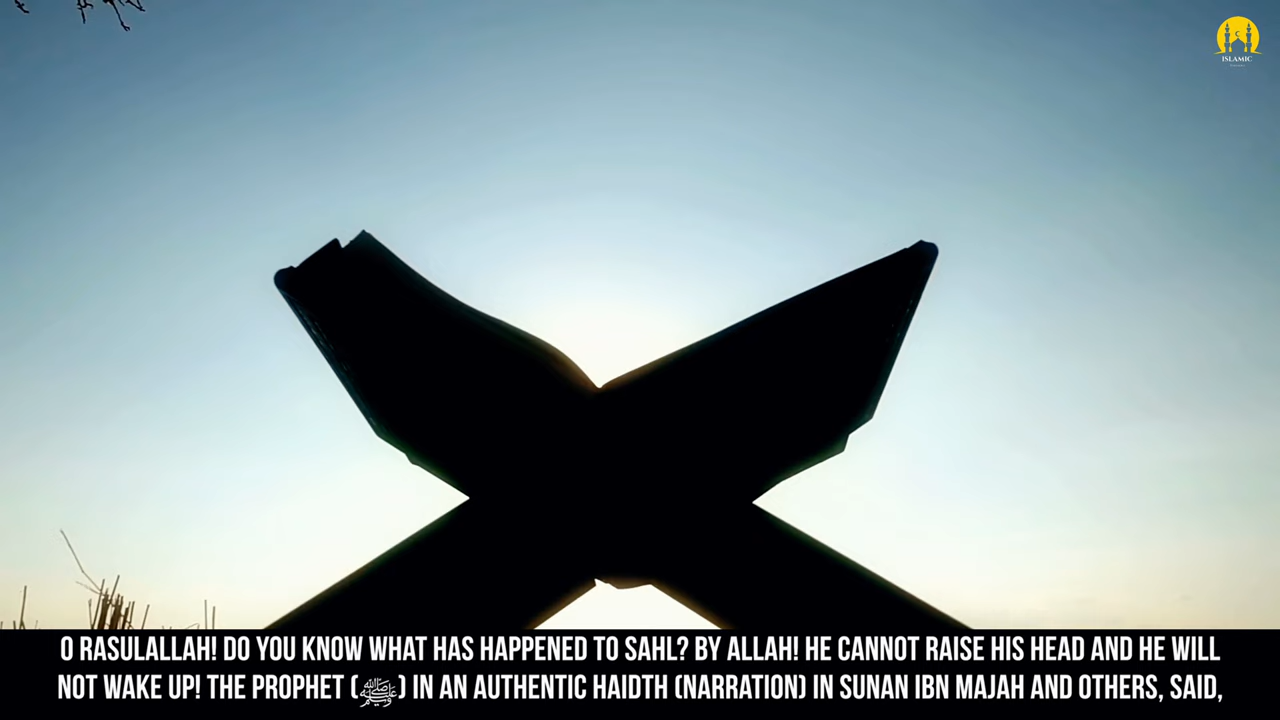 ISLAMIC
O RASULALLAH! DO YOU KNOW WHAT HAS HAPPENED TO SAHL? BY ALLAH! HE CANNOT RAISE HIS HEAD AND HE WILL
NOT WAKE UP! THE PROPHET (ﷺ) IN AN AUTHENTIC HAIDTH (NARRATION) IN SUNAN IBN MAJAH AND OTHERS, SAID,